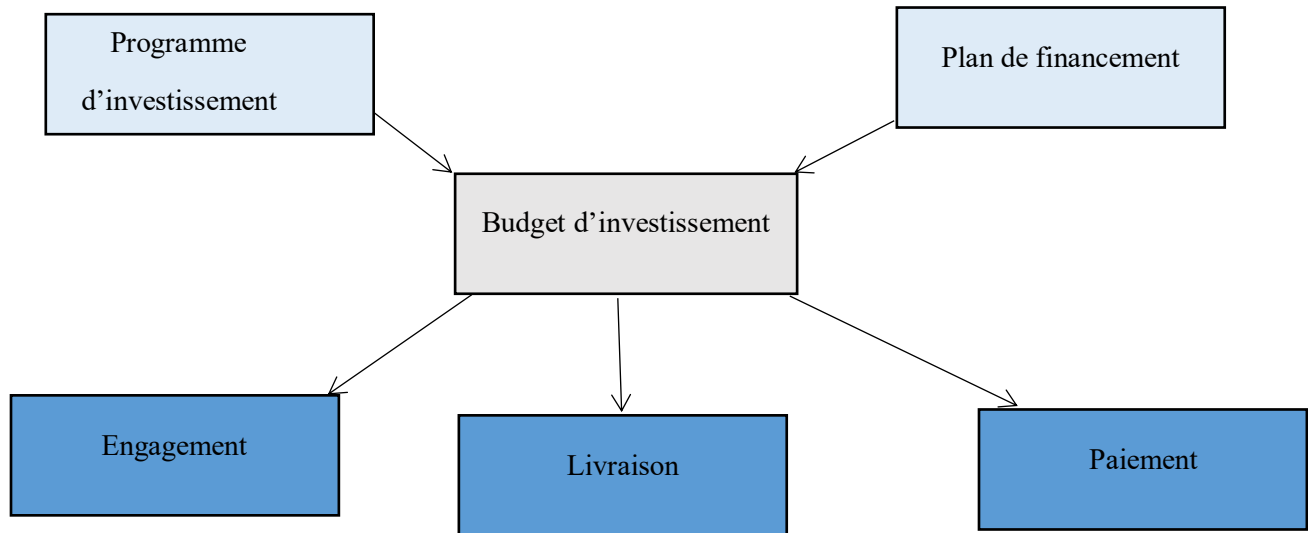 Programme
d’investissement
Plan de financement
Budget d’investissement
Engagement
Livraison
Paiement